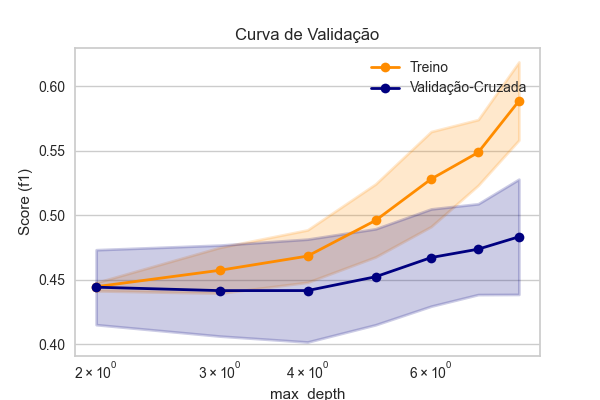 Curva de Validação
Treino
Validação-Cruzada
Score (f1)
0.60
0.55
0.50
0.45
0.40
2 × 10⁰ 3 × 10⁰ 4 × 10⁰ 6 × 10⁰
max_depth